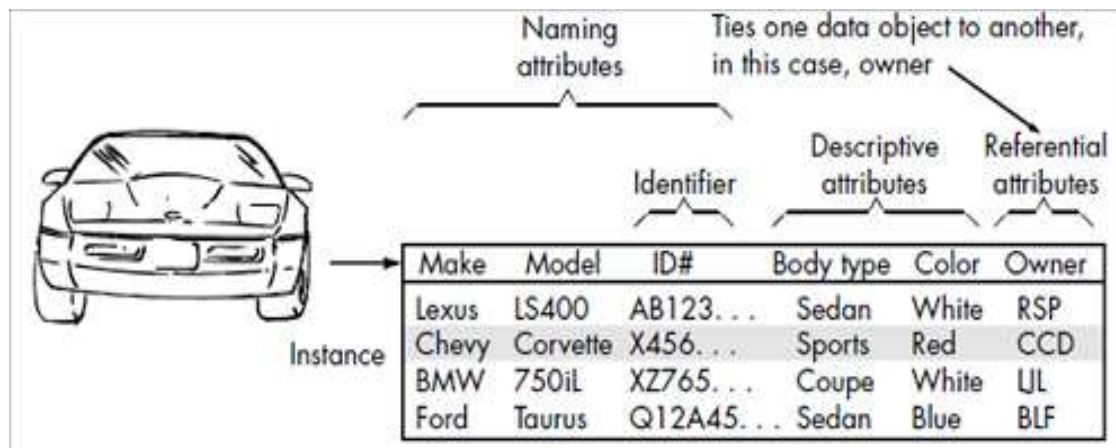 Naming
attributes
Ties one data object to another,
in this case, owner
Identifier
Descriptive
attributes
Referential
attributes
Make Model ID# Body type Color Owner
Lexus LS400 AB123. . . Sedan White RSP
Instance
Chevy Corvette X456. . . Sports Red CCD
BMW 750iL XZ765. . . Coupe White LJL
Ford Taurus Q12A45. . . Sedan Blue BLF